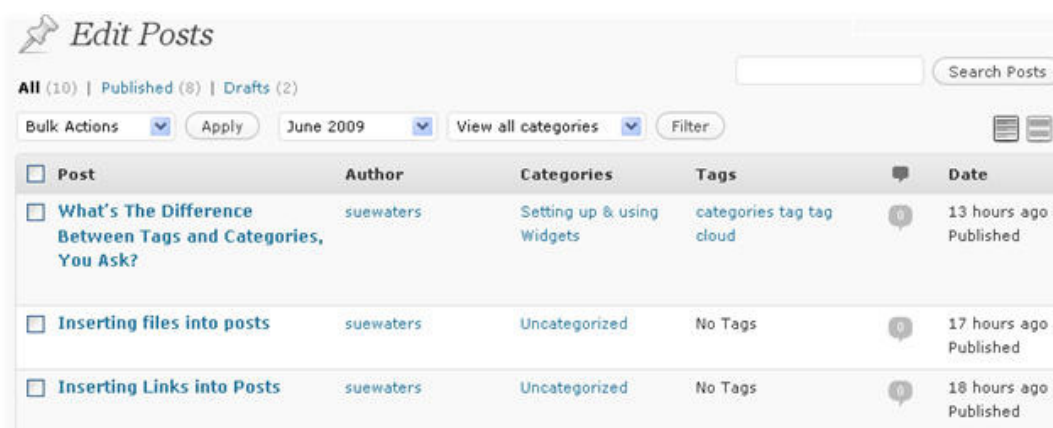 Edit Posts
Search Posts
All (10) | Published (8) | Drafts (2)
Bulk Actions Apply June 2009 View all categories Filter
Post Author Categories Tags Date
What's The Difference suewaters Setting up & using categories tag tag 0 13 hours ago
Between Tags and Categories, Widgets cloud Published
You Ask?
Inserting files into posts suewaters Uncategorized No Tags 0 17 hours ago
Published
Inserting Links into Posts suewaters Uncategorized No Tags 0 18 hours ago
Published